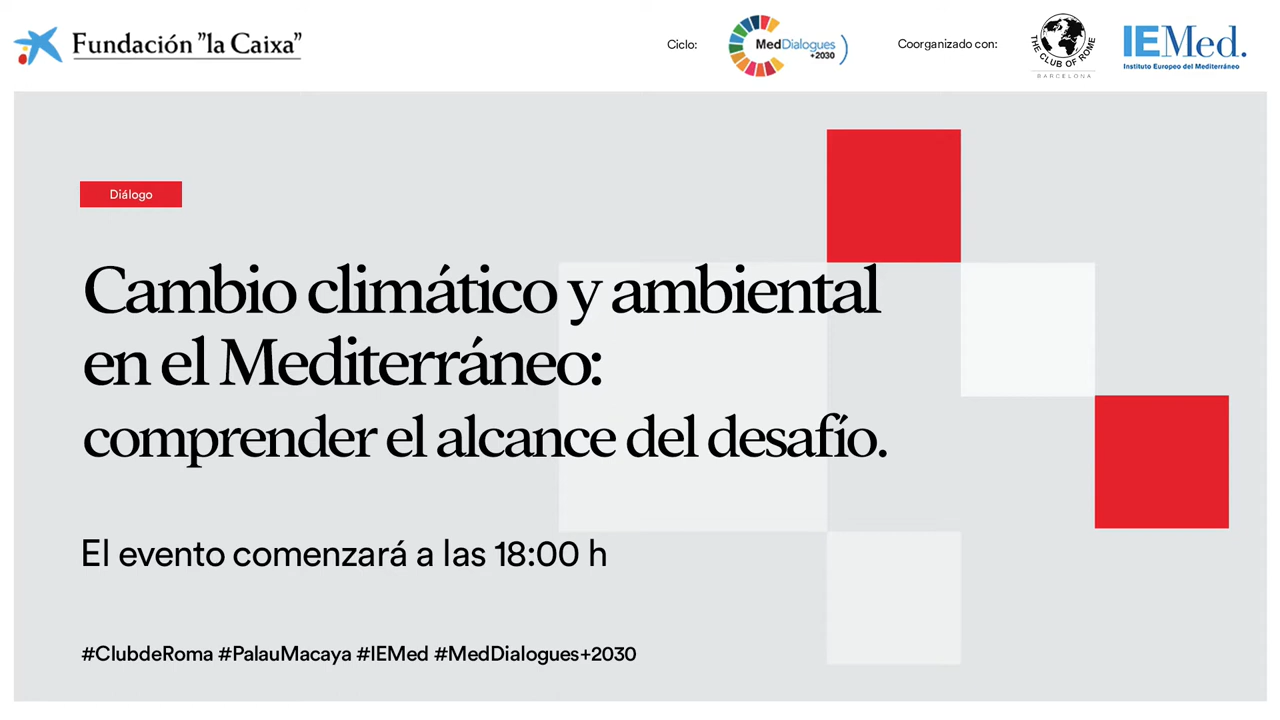 Fundación "la Caixa"
Ciclo:
MedDialogues
+2030
Coorganizado con:
THE CLUB OF ROME
BARCELONA
IEMed.
Instituto Europeo del Mediterráneo
Diálogo
Cambio climático y ambiental
en el Mediterráneo:
comprender el alcance del desafío.
El evento comenzará a las 18:00 h
#ClubdeRoma #PalauMacaya #IEMed #MedDialogues+2030